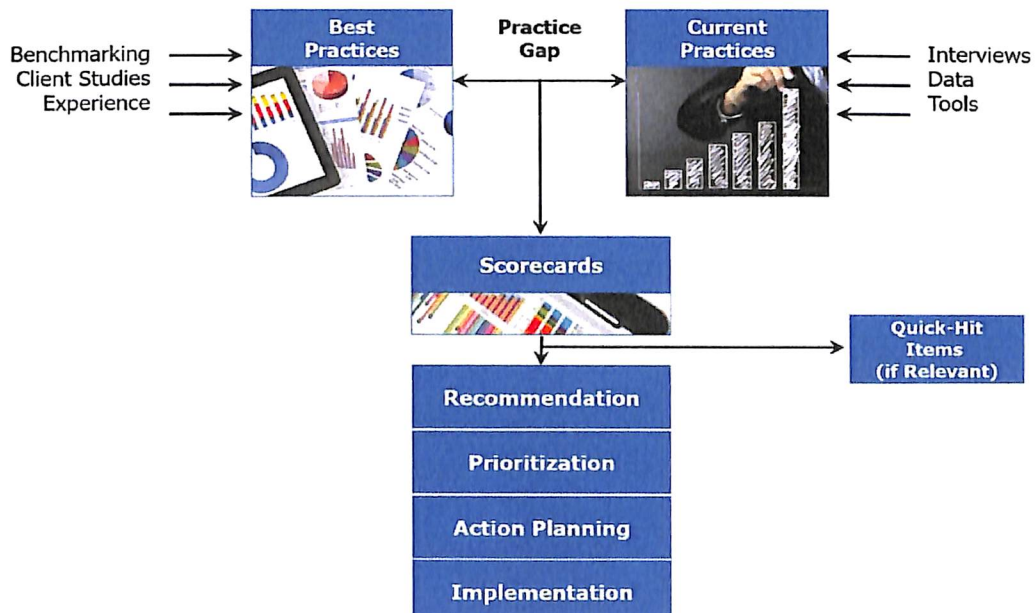 Benchmarking
Client Studies
Experience
Best
Practices
Practice
Gap
Current
Practices
Interviews
Data
Tools
Scorecards
Quick-Hit
Items
(if Relevant)
Recommendation
Prioritization
Action Planning
Implementation